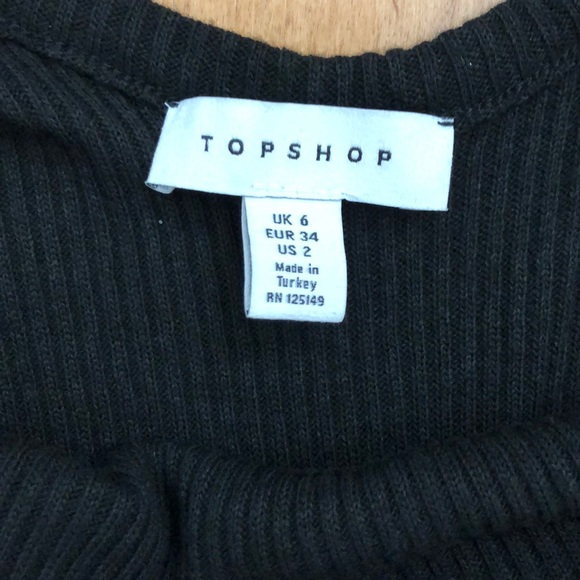 TOPSHOP
UK 6
EUR 34
US 2
Made in
Turkey
RN 125149